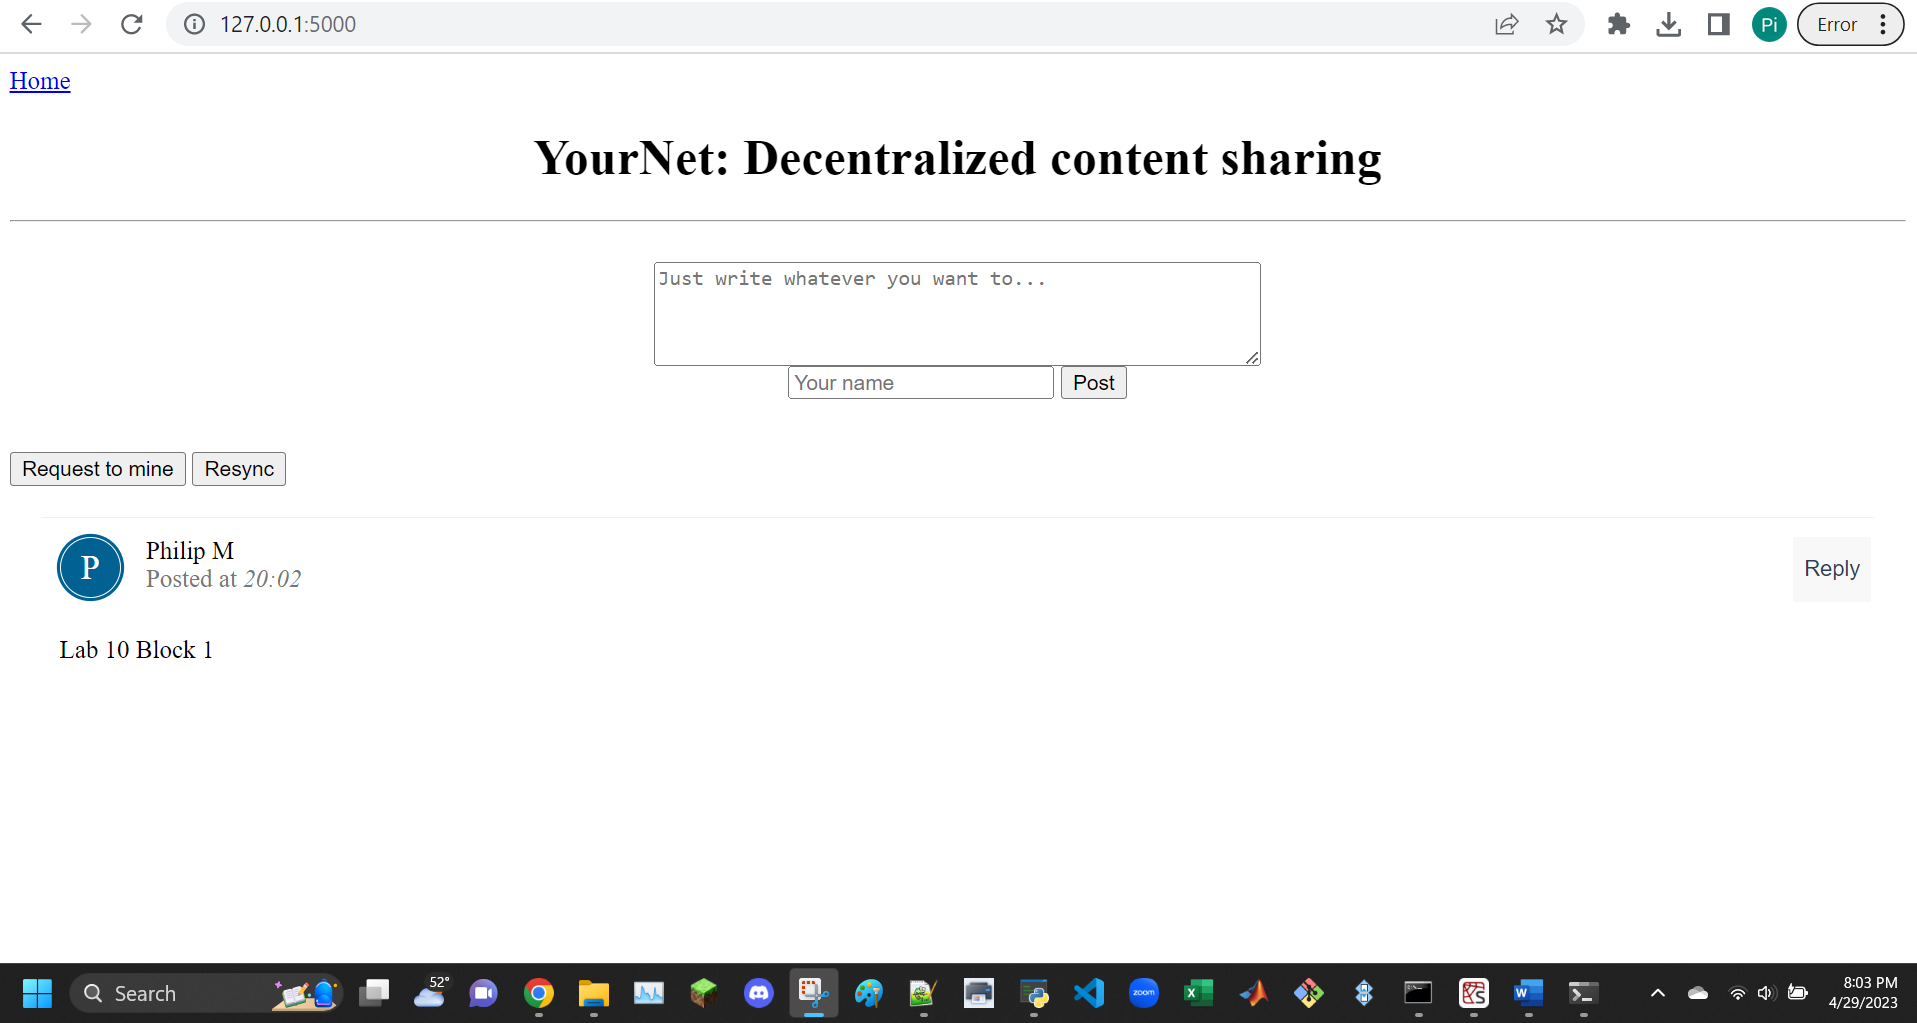 127.0.0.1:5000
Pi
Error
Home
YourNet: Decentralized content sharing
Just write whatever you want to...
Your name
Post
Request to mine
Resync
P
Philip M
Posted at 20:02
Reply
Lab 10 Block 1
Search
52°
zoom
8:03 PM
4/29/2023